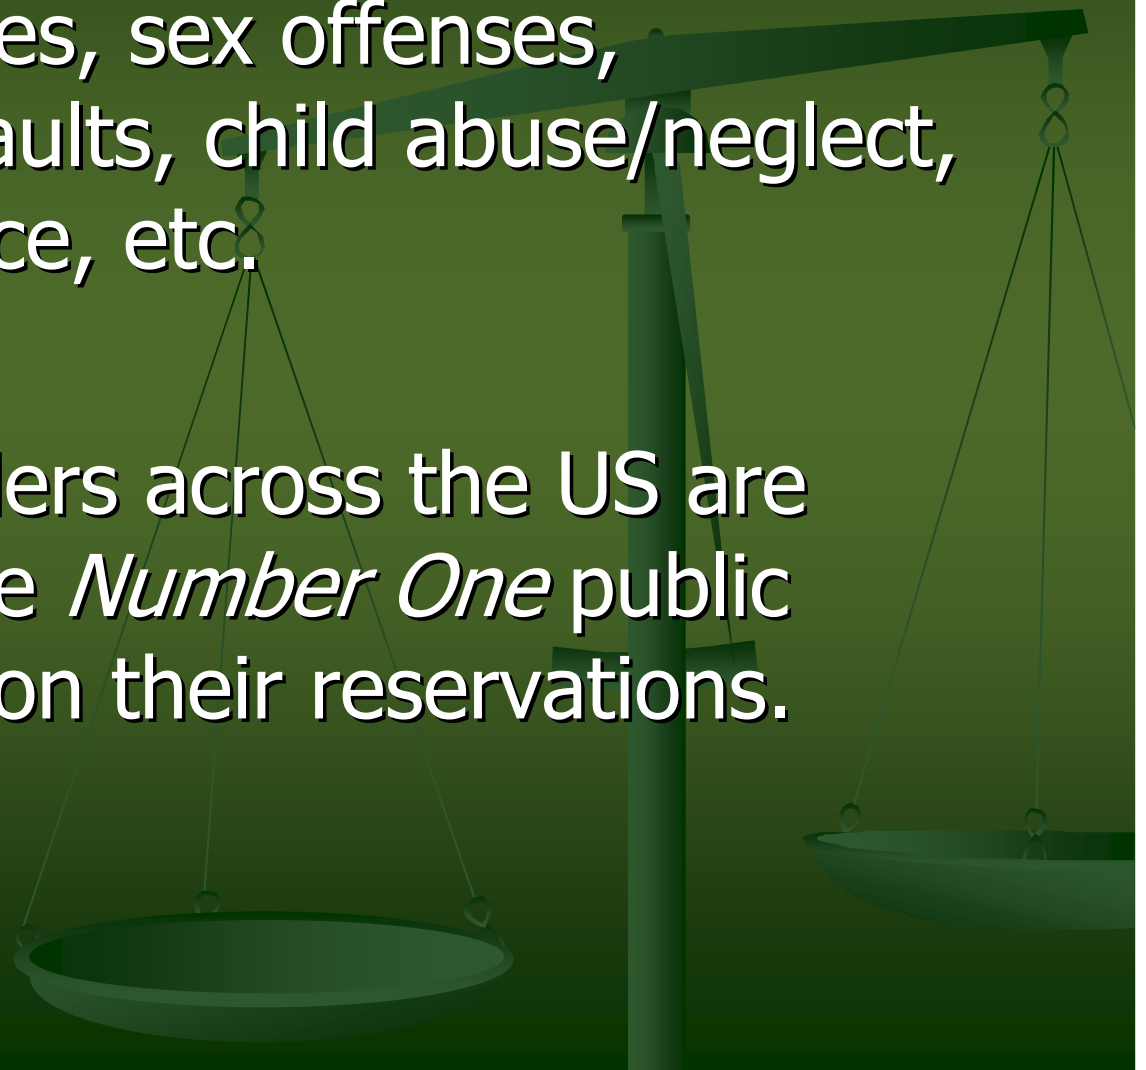 es, sex offenses,
aults, child abuse/neglect,
ce, etc.
ers across the US are
e Number One public
on their reservations.